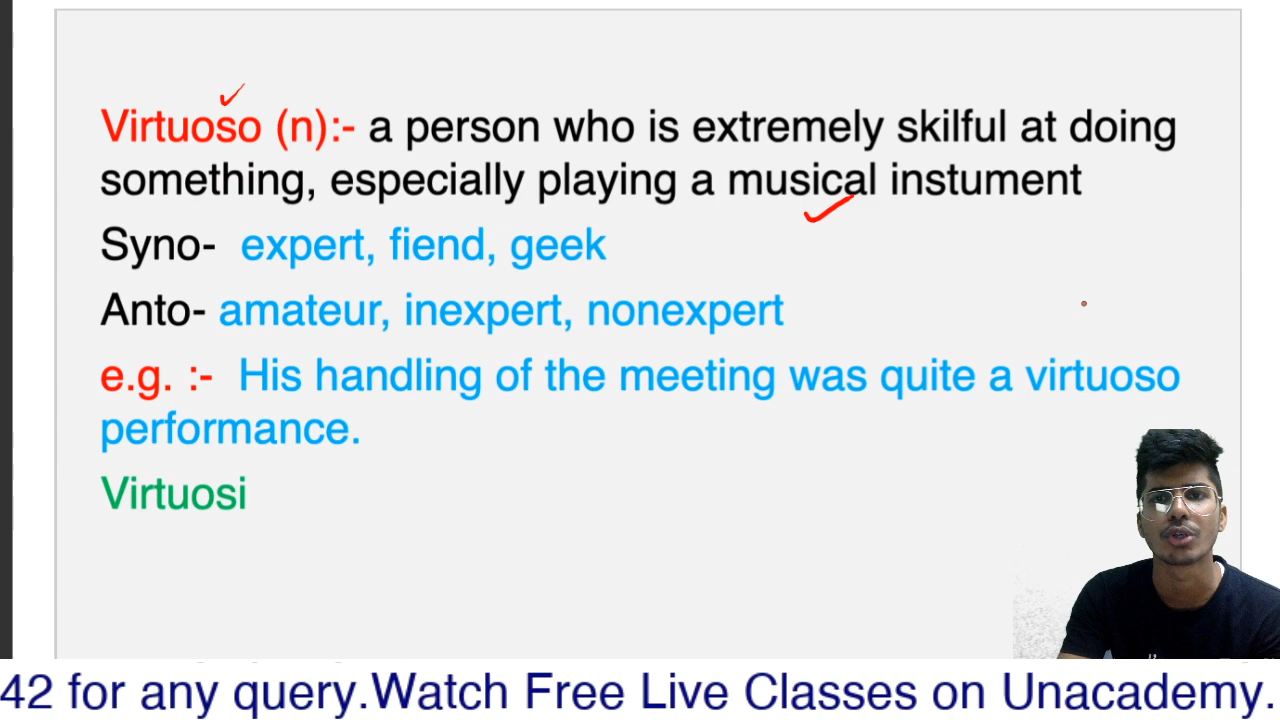 Virtuoso (n):- a person who is extremely skilful at doing
something, especially playing a musical instument
Syno- expert, fiend, geek
Anto- amateur, inexpert, nonexpert
e.g. :- His handling of the meeting was quite a virtuoso
performance.
Virtuosi
42 for any query.Watch Free Live Classes on Unacademy.